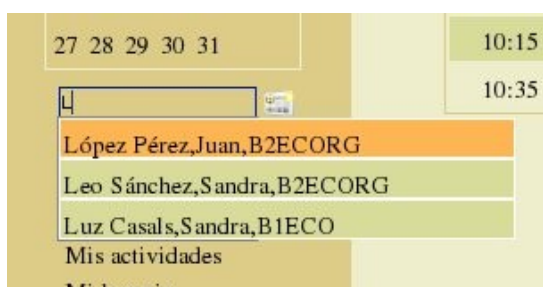 27 28 29 30 31
10:15
10:35
L
López Pérez,Juan,B2ECORG
Leo Sánchez,Sandra,B2ECORG
Luz Casals,Sandra,B1ECO
Mis actividades